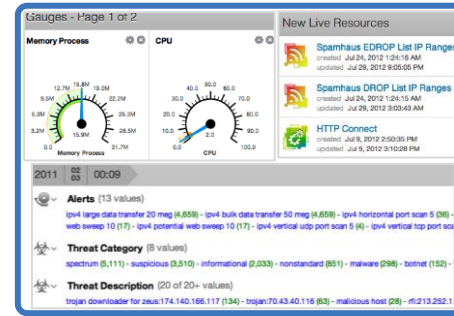 Gauges - Page 1 of 2
Memory Process
CPU
12.7M 15.8M 19.0M
9.5M 22.2M
6.3M 25.3M
3.2M 28.5M
0.0 15.9M 31.7M
Memory Process
40.0 50.0 60.0
30.0 70.0
20.0 80.0
10.0 90.0
0.0 2.0 100.0
CPU
New Live Resources
Spamhaus EDROP List IP Ranges
created Jul 24, 2012 1:24:16 AM
updated Jul 29, 2012 9:05:05 PM
Spamhaus DROP List IP Ranges
created Jul 24, 2012 1:24:15 AM
updated Jul 29, 2012 3:03:43 AM
HTTP Connect
created Jul 9, 2012 2:50:35 PM
updated Jul 9, 2012 3:10:28 PM
2011 02 03 00:09
Alerts (13 values)
ipv4 large data transfer 20 meg (4,659) - ipv4 bulk data transfer 50 meg (4,659) - ipv4 horizontal port scan 5 (36) -
web sweep 10 (17) - ipv4 potential web sweep 10 (17) - ipv4 vertical udp port scan 5 (4) - ipv4 vertical tcp port sca
Threat Category (8 values)
spectrum (5,111) - suspicious (3,510) - informational (2,033) - nonstandard (851) - malware (298) - botnet (152) -
Threat Description (20 of 20+ values)
trojan downloader for zeus:174.140.166.117 (134) - trojan:70.43.40.116 (63) - malicious host (28) - rfi:213.252.1